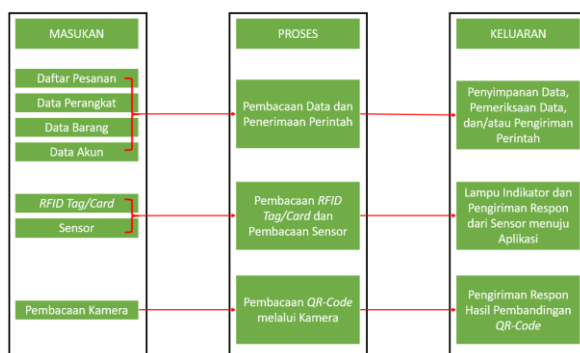 MASUKAN
Daftar Pesanan
Data Perangkat
Data Barang
Data Akun
RFID Tag/Card
Sensor
Pembacaan Kamera
PROSES
Pembacaan Data dan
Penerimaan Perintah
Pembacaan RFID
Tag/Card dan
Pembacaan Sensor
Pembacaan QR-Code
melalui Kamera
KELUARAN
Penyimpanan Data,
Pemeriksaan Data,
dan/atau Pengiriman
Perintah
Lampu Indikator dan
Pengiriman Respon
dari Sensor menuju
Aplikasi
Pengiriman Respon
Hasil Pembandingan
QR-Code